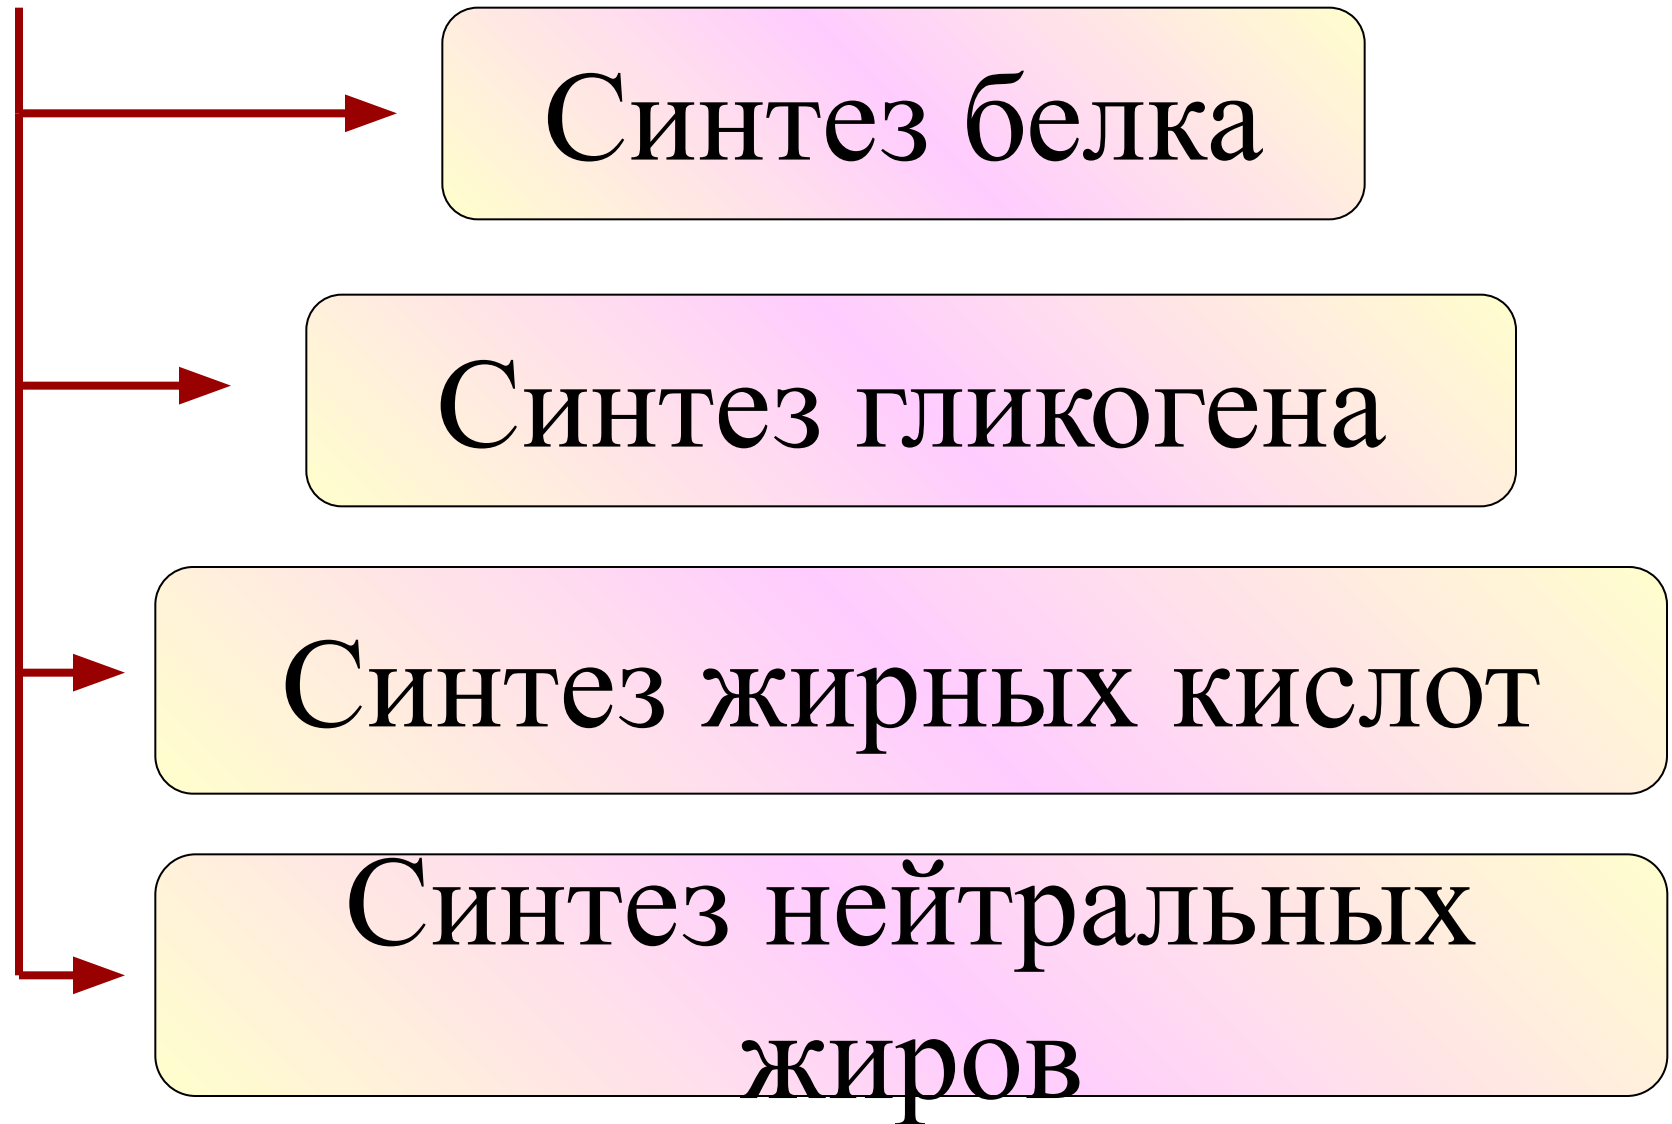 Синтез белка
Синтез гликогена
Синтез жирных кислот
Синтез нейтральных
жиров